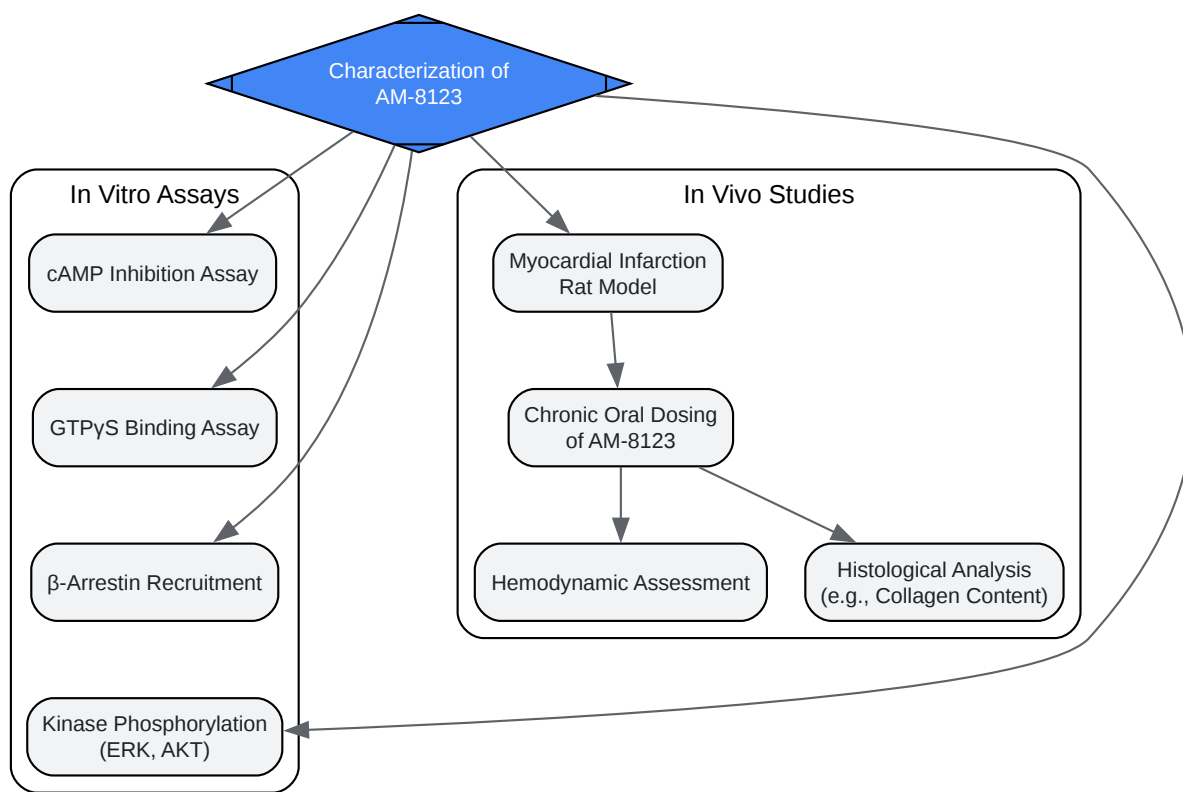 Characterization of
AM-8123
In Vitro Assays
cAMP Inhibition Assay
GTPγS Binding Assay
β-Arrestin Recruitment
Kinase Phosphorylation
(ERK, AKT)
In Vivo Studies
Myocardial Infarction
Rat Model
Chronic Oral Dosing
of AM-8123
Hemodynamic Assessment
Histological Analysis
(e.g., Collagen Content)